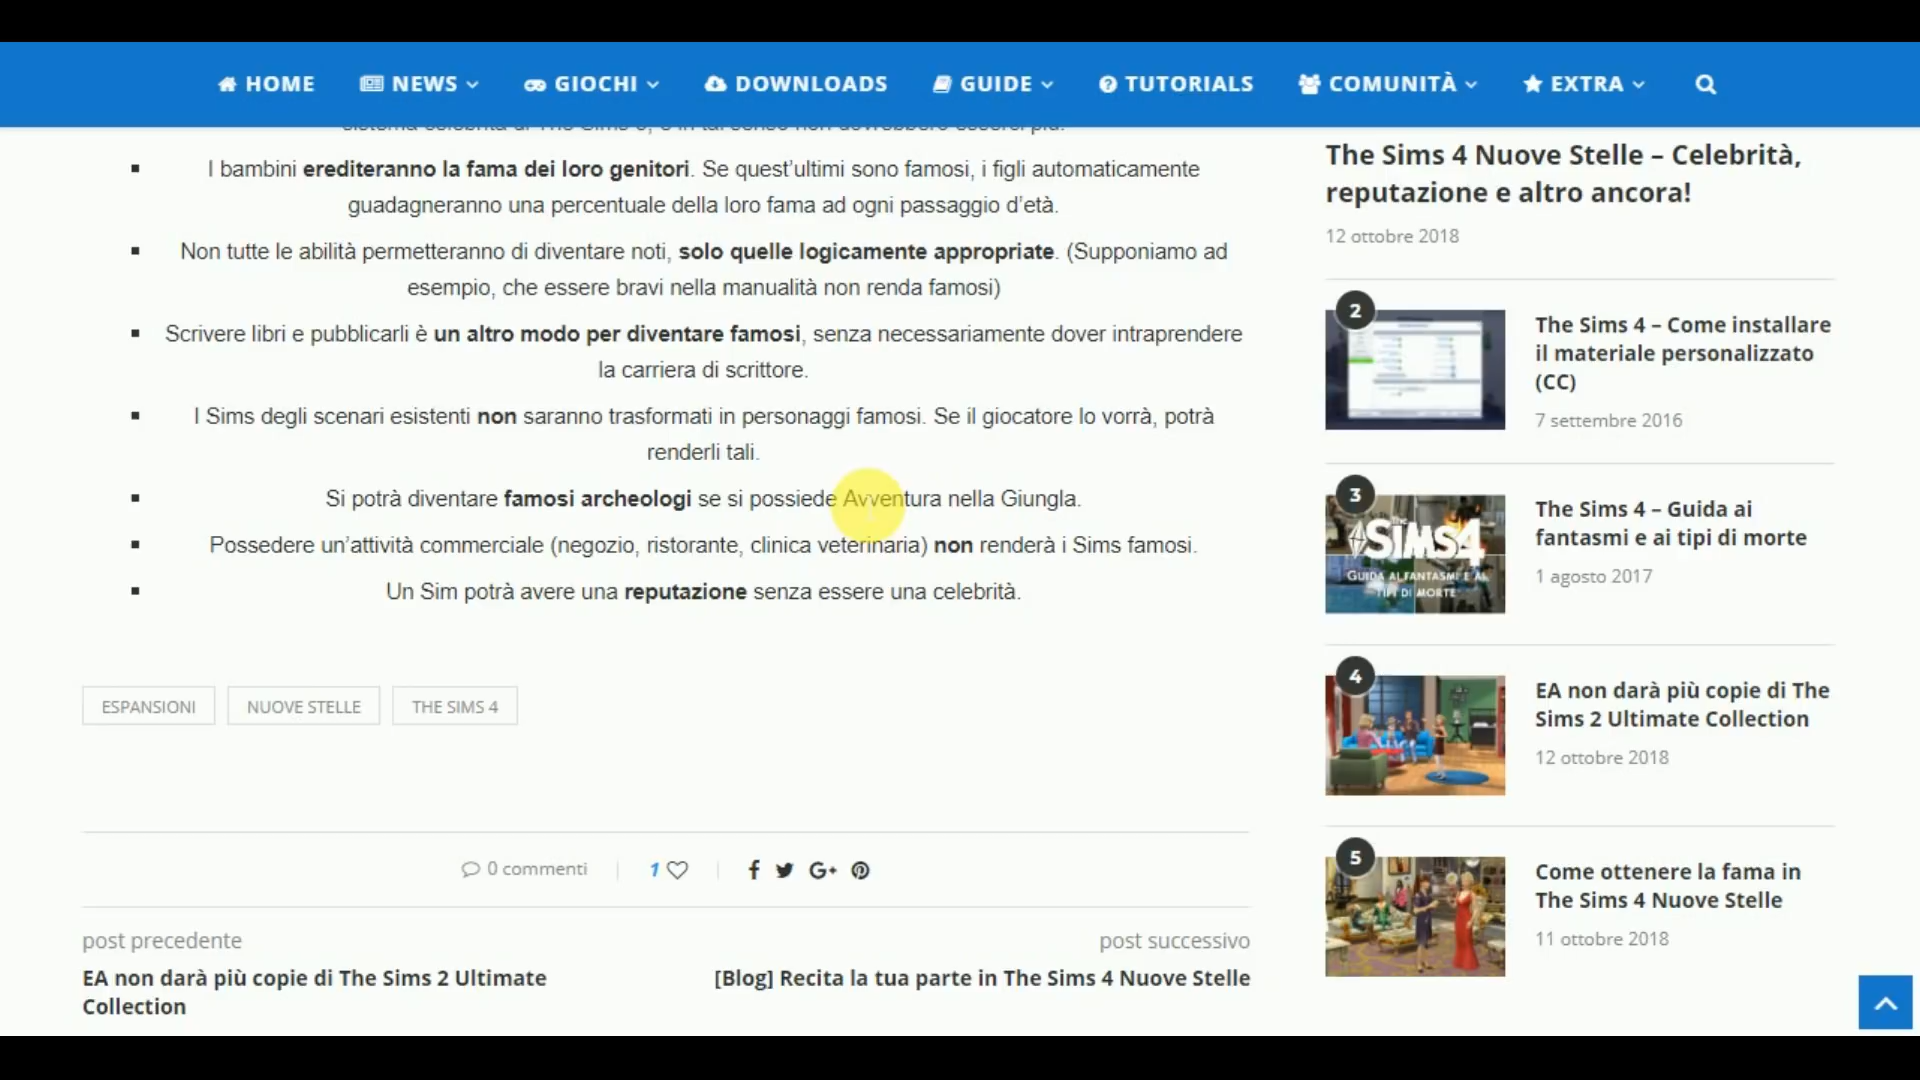 HOME NEWS GIOCHI DOWNLOADS GUIDE TUTORIALS COMUNITÀ EXTRA
I bambini erediteranno la fama dei loro genitori. Se quest'ultimi sono famosi, i figli automaticamente
guadagneranno una percentuale della loro fama ad ogni passaggio d'età.
Non tutte le abilità permetteranno di diventare noti, solo quelle logicamente appropriate. (Supponiamo ad
esempio, che essere bravi nella manualità non renda famosi)
Scrivere libri e pubblicarli è un altro modo per diventare famosi, senza necessariamente dover intraprendere
la carriera di scrittore.
I Sims degli scenari esistenti non saranno trasformati in personaggi famosi. Se il giocatore lo vorrà, potrà
renderli tali.
Si potrà diventare famosi archeologi se si possiede Avventura nella Giungla.
Possedere un'attività commerciale (negozio, ristorante, clinica veterinaria) non renderà i Sims famosi.
Un Sim potrà avere una reputazione senza essere una celebrità.
ESPANSIONI NUOVE STELLE THE SIMS 4
0 commenti 1
post precedente
EA non darà più copie di The Sims 2 Ultimate
Collection
post successivo
[Blog] Recita la tua parte in The Sims 4 Nuove Stelle
The Sims 4 Nuove Stelle – Celebrità,
reputazione e altro ancora!
12 ottobre 2018
2
The Sims 4 – Come installare
il materiale personalizzato
(CC)
7 settembre 2016
3
The SIMS 4
GUIDA AI FANTASMI E AI
TIPI DI MORTE
The Sims 4 – Guida ai
fantasmi e ai tipi di morte
1 agosto 2017
4
EA non darà più copie di The
Sims 2 Ultimate Collection
12 ottobre 2018
5
Come ottenere la fama in
The Sims 4 Nuove Stelle
11 ottobre 2018